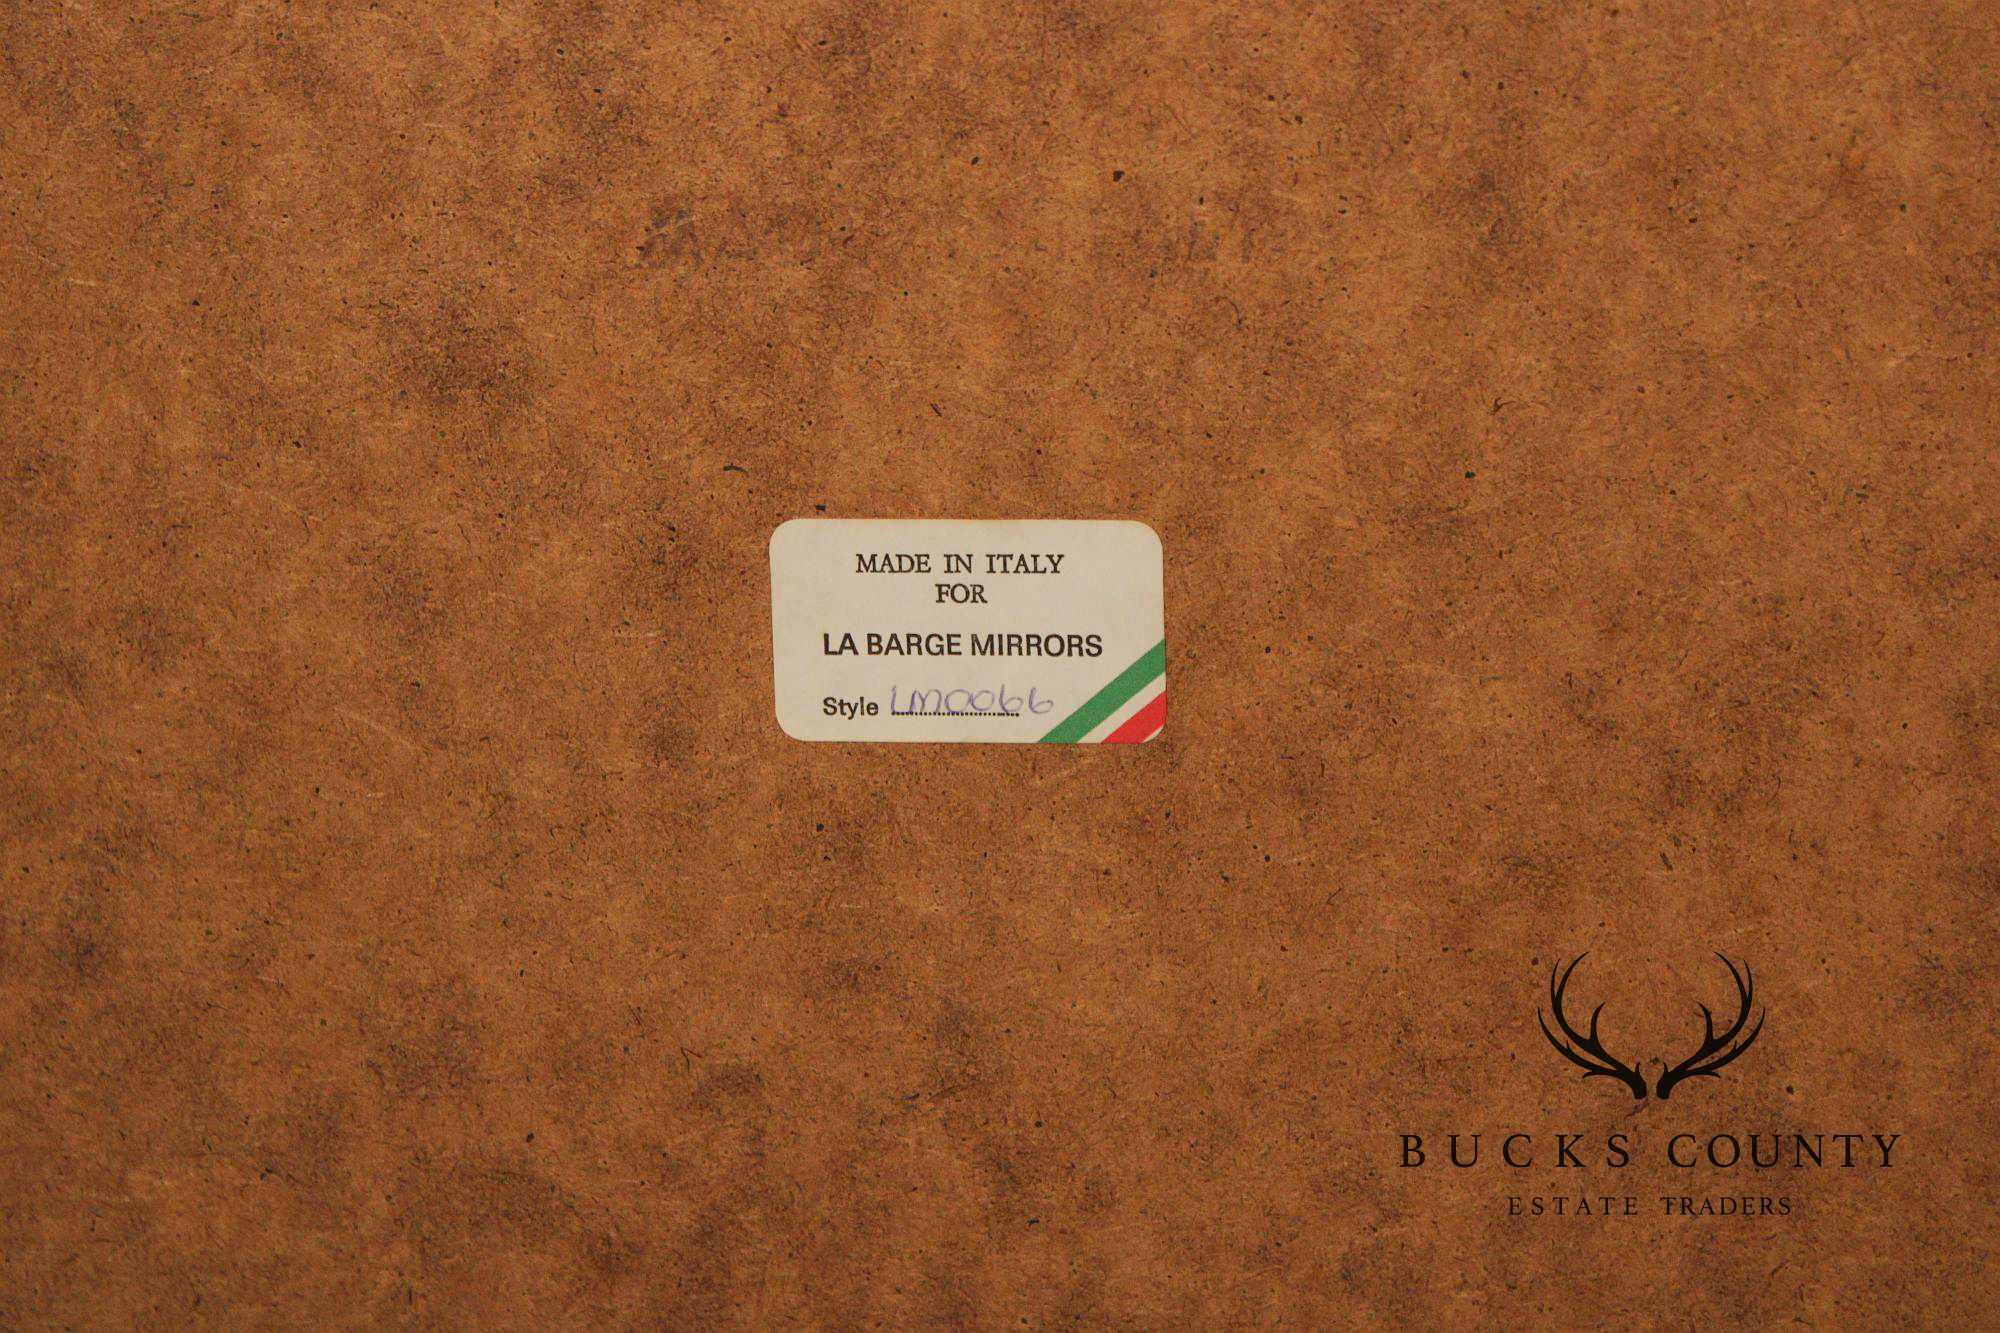 MADE IN ITALY
FOR
LA BARGE MIRRORS
Style LM0066
BUCKS COUNTY
ESTATE TRADERS